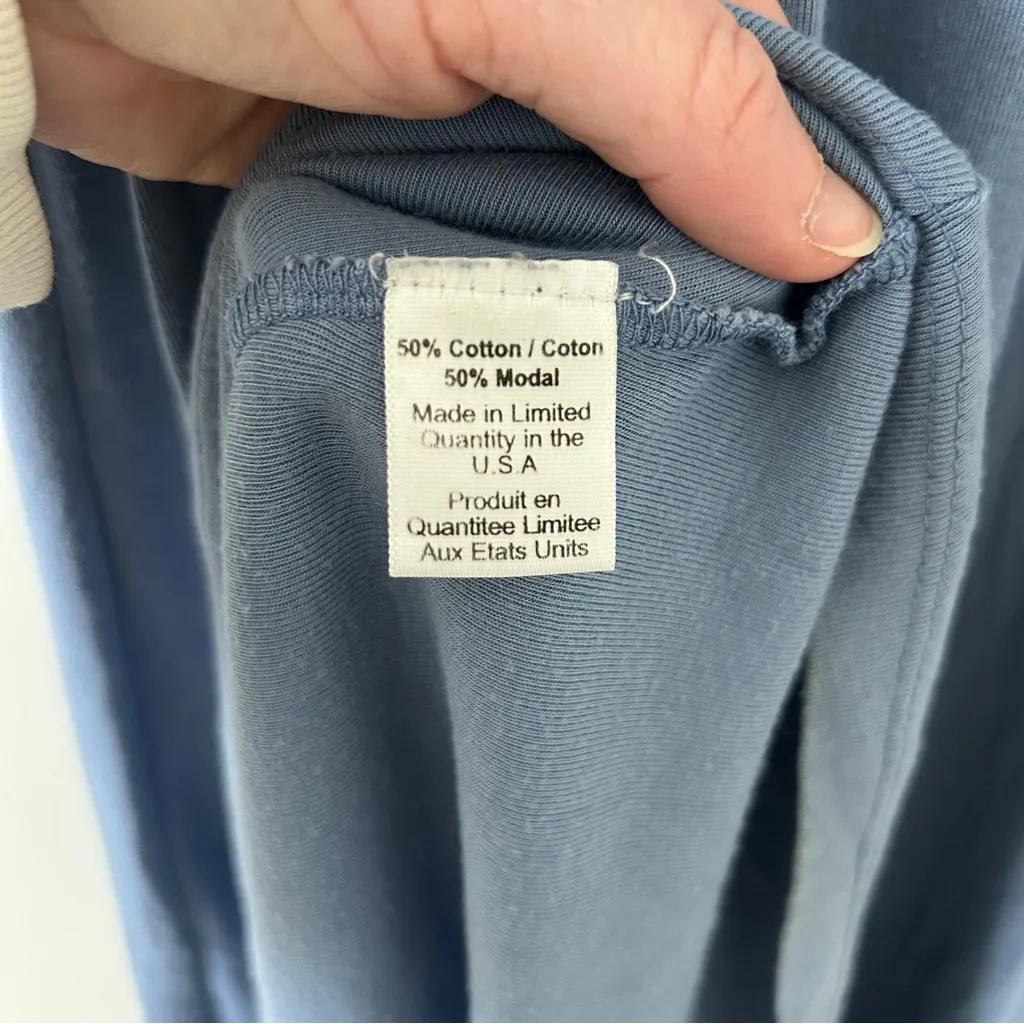 50% Cotton / Coton
50% Modal
Made in Limited
Quantity in the
U.S.A
Produit en
Quantitee Limitee
Aux Etats Units